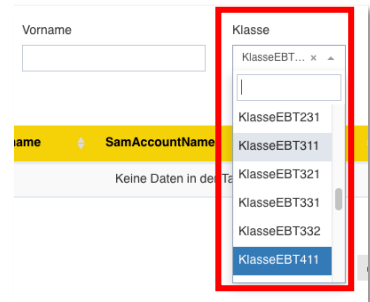 Vorname Klasse
KlasseEBT... ×
KlasseEBT231
ame SamAccountName KlasseEBT311
Keine Daten in der Ta KlasseEBT321
KlasseEBT331
KlasseEBT332
KlasseEBT411